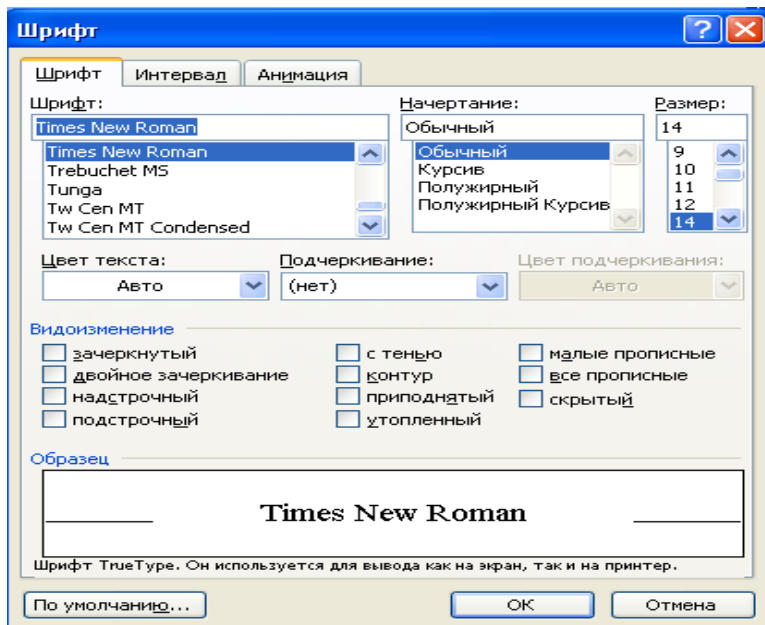 Шрифт
Шрифт Интервал Анимация
Шрифт: Начертание: Размер:
Times New Roman Обычный 14
Times New Roman Обычный 9
Trebuchet MS Курсив 10
Tunga Полужирный 11
Tw Cen MT Полужирный Курсив 12
Tw Cen MT Condensed 14
Цвет текста: Подчеркивание: Цвет подчеркивания:
Авто (нет) Авто
Видоизменение
зачеркнутый с тенью малые прописные
двойное зачеркивание контур все прописные
надстрочный приподнятый скрытый
подстрочный утопленный
Образец
Times New Roman
Шрифт TrueType. Он используется для вывода как на экран, так и на принтер.
По умолчанию... ОК Отмена